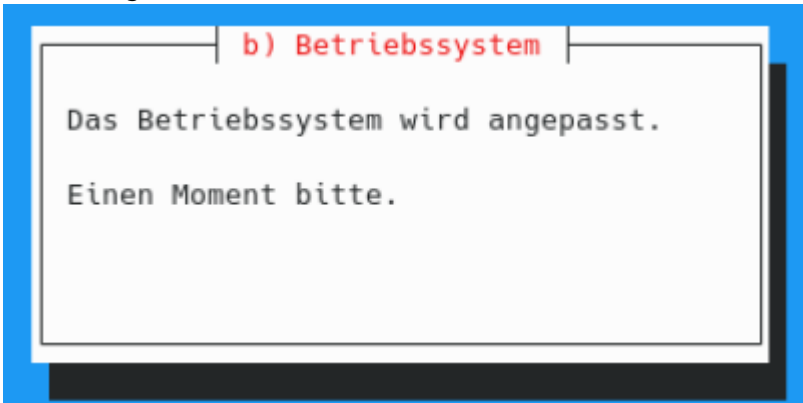 b) Betriebssystem
Das Betriebssystem wird angepasst.
Einen Moment bitte.